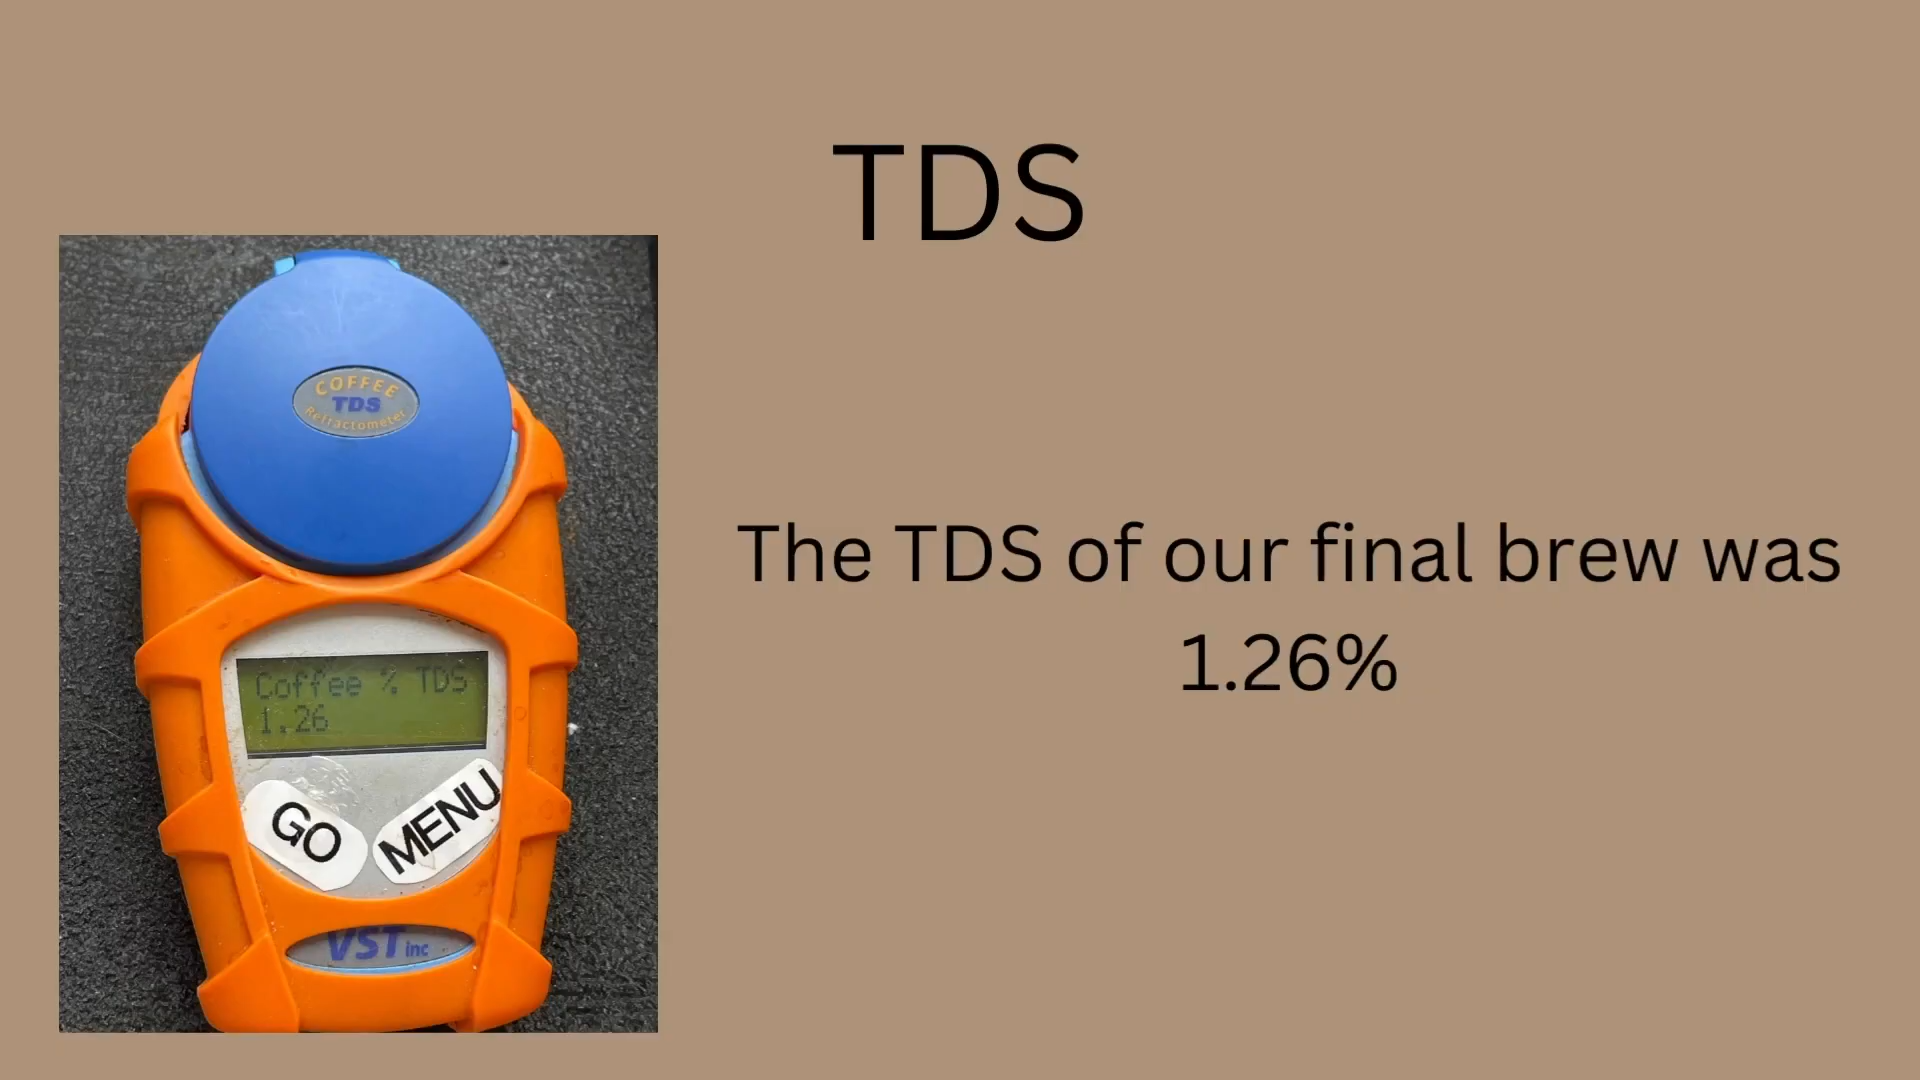 TDS
COFFEE
TDS
Refractometer
Coffee % TDS
1.26
GO
MENU
VST inc
The TDS of our final brew was
1.26%